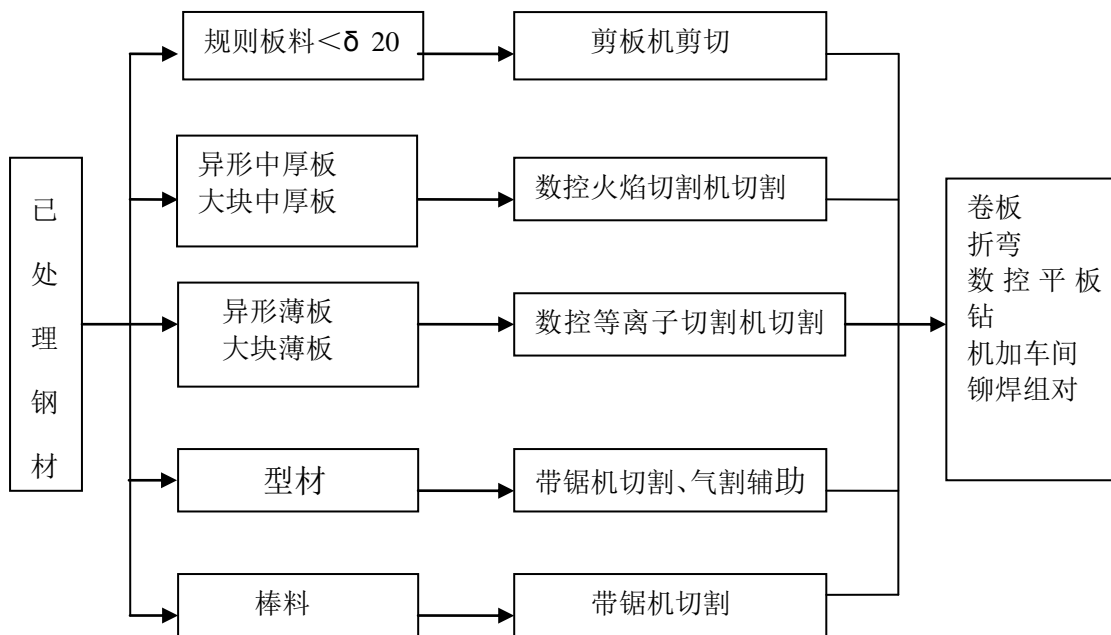 规则板料＜δ 20
剪板机剪切
异形中厚板
大块中厚板
数控火焰切割机切割
已处理钢材
异形薄板
大块薄板
数控等离子切割机切割
卷板
折弯
数控平板
钻
机加车间
铆焊组对
型材
带锯机切割、气割辅助
棒料
带锯机切割